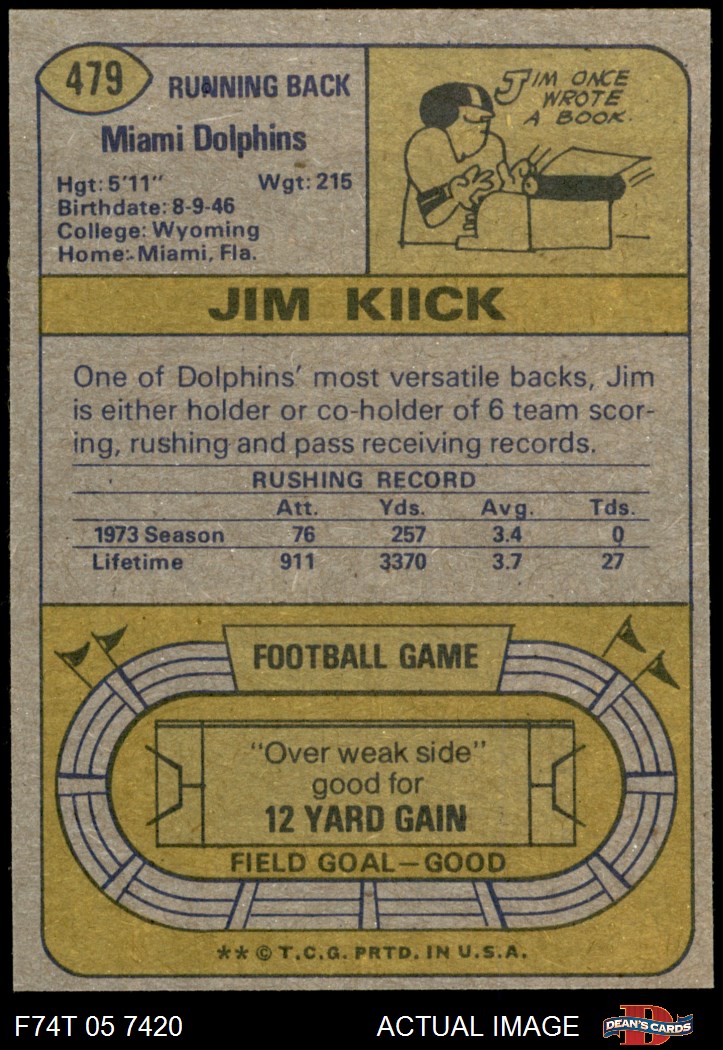 479
RUNNING BACK
Miami Dolphins
Hgt: 5'11" Wgt: 215
Birthdate: 8-9-46
College: Wyoming
Home: Miami, Fla.
JIM ONCE
WROTE
A BOOK.
JIM KIICK
One of Dolphins' most versatile backs, Jim
is either holder or co-holder of 6 team scor-
ing, rushing and pass receiving records.
RUSHING RECORD
Att. Yds. Avg. Tds.
1973 Season 76 257 3.4 0
Lifetime 911 3370 3.7 27
FOOTBALL GAME
"Over weak side"
good for
12 YARD GAIN
FIELD GOAL—GOOD
** © T.C.G. PRTD. IN U.S.A.
F74T 05 7420 ACTUAL IMAGE
D
DEAN'S CARDS